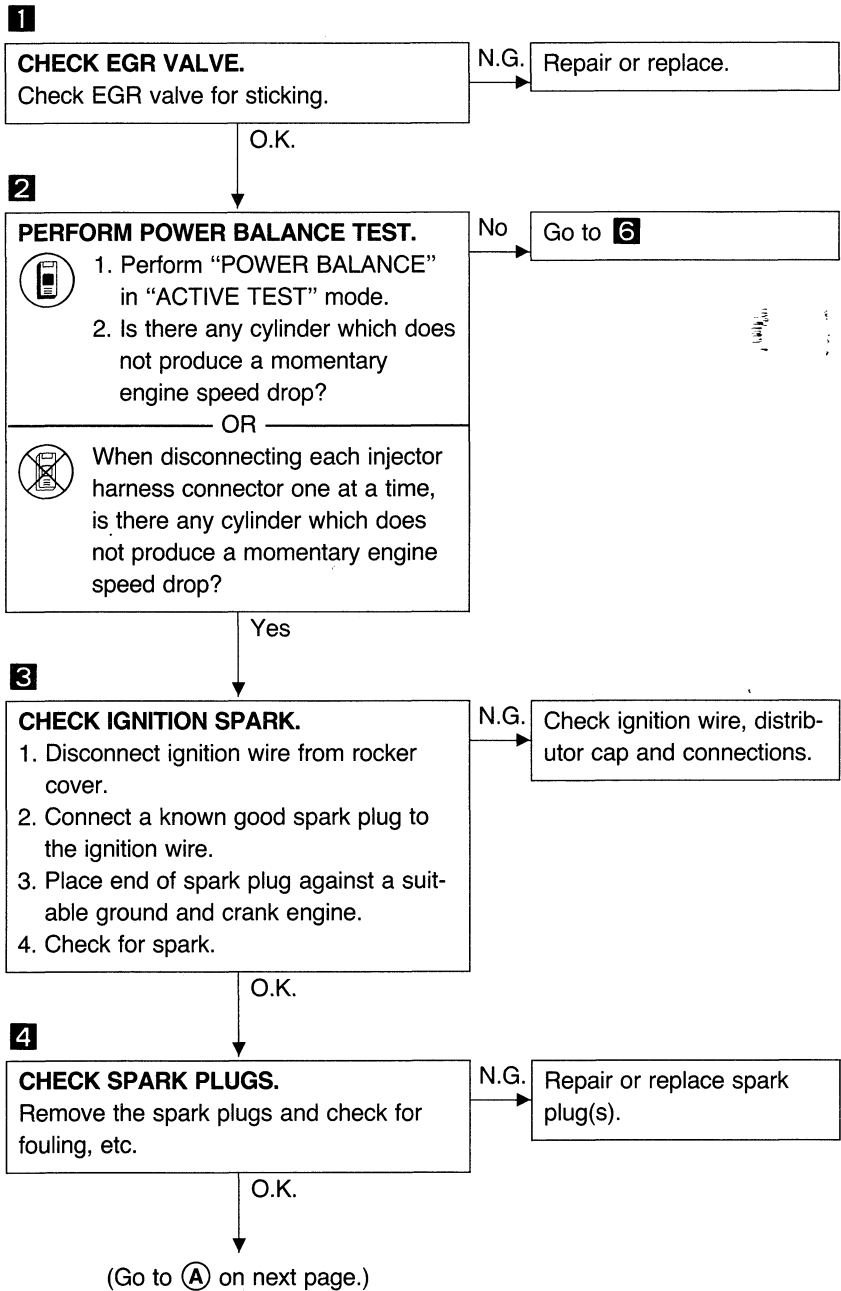 1
CHECK EGR VALVE.
Check EGR valve for sticking.
N.G.
Repair or replace.
O.K.
2
PERFORM POWER BALANCE TEST.
1. Perform “POWER BALANCE”
in “ACTIVE TEST” mode.
2. Is there any cylinder which does
not produce a momentary
engine speed drop?
OR
When disconnecting each injector
harness connector one at a time,
is there any cylinder which does
not produce a momentary engine
speed drop?
No
Go to 6
Yes
3
CHECK IGNITION SPARK.
1. Disconnect ignition wire from rocker
cover.
2. Connect a known good spark plug to
the ignition wire.
3. Place end of spark plug against a suit-
able ground and crank engine.
4. Check for spark.
N.G.
Check ignition wire, distrib-
utor cap and connections.
O.K.
4
CHECK SPARK PLUGS.
Remove the spark plugs and check for
fouling, etc.
N.G.
Repair or replace spark
plug(s).
O.K.
(Go to A on next page.)